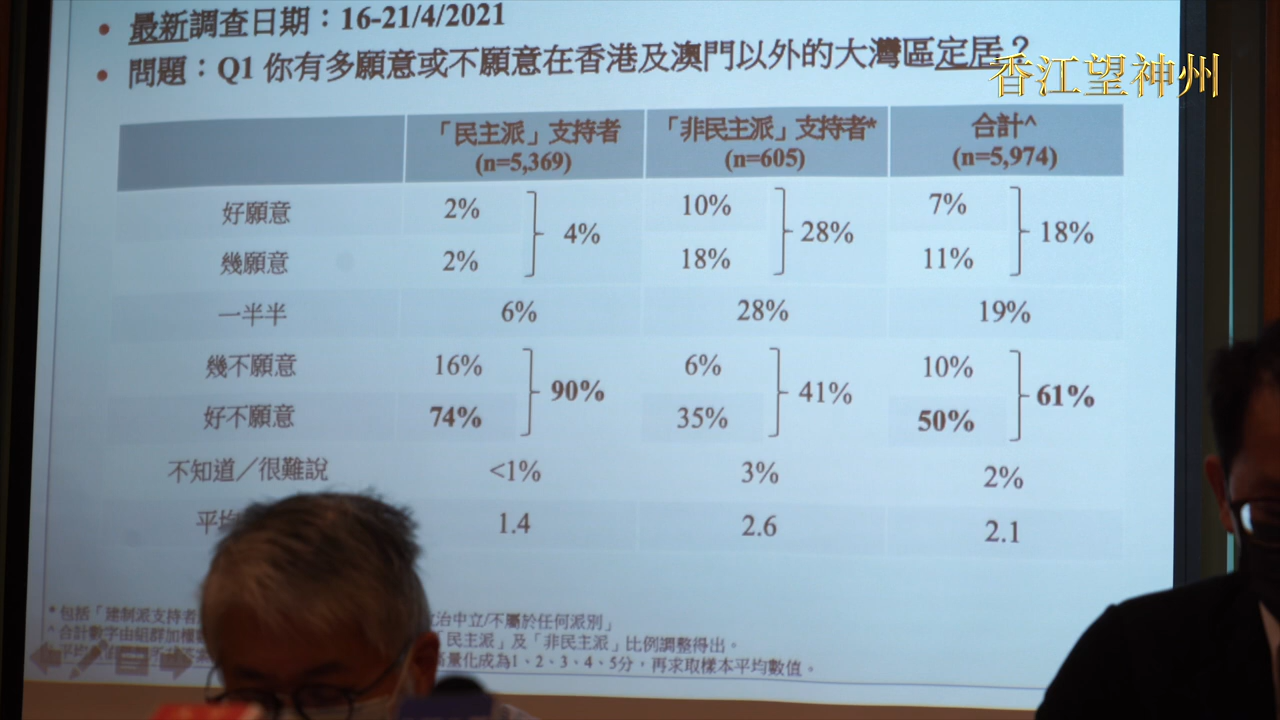 • 最新調查日期：16-21/4/2021
• 問題：Q1 你有多願意或不願意在香港及澳門以外的大灣區定居？
香江望神州
「民主派」支持者 「非民主派」支持者* 合計^
(n=5,369) (n=605) (n=5,974)
好願意 2% 10% 7%
4% 28% 18%
幾願意 2% 18% 11%
一半半 6% 28% 19%
幾不願意 16% 6% 10%
90% 41% 61%
好不願意 74% 35% 50%
不知道／很難說 <1% 3% 2%
平均 1.4 2.6 2.1
* 包括「建制派支持者 政治中立/不屬於任何派別」
^ 合計數字由組群加權 「民主派」及「非民主派」比例調整得出。
量化成為1、2、3、4、5分，再求取樣本平均數值。